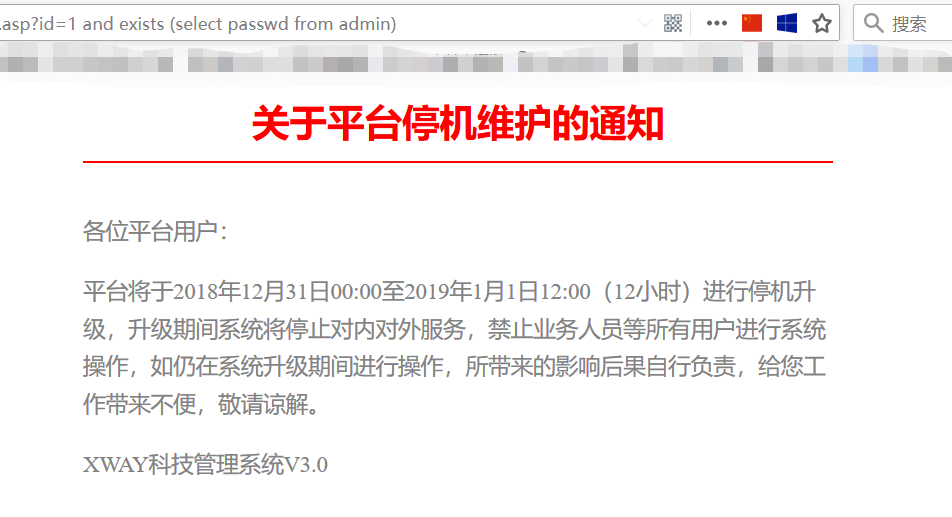 .asp?id=1 and exists (select passwd from admin)
搜索
关于平台停机维护的通知
各位平台用户：
平台将于2018年12月31日00:00至2019年1月1日12:00（12小时）进行停机升
级，升级期间系统将停止对内对外服务，禁止业务人员等所有用户进行系统
操作，如仍在系统升级期间进行操作，所带来的影响后果自行负责，给您工
作带来不便，敬请谅解。
XWAY科技管理系统V3.0